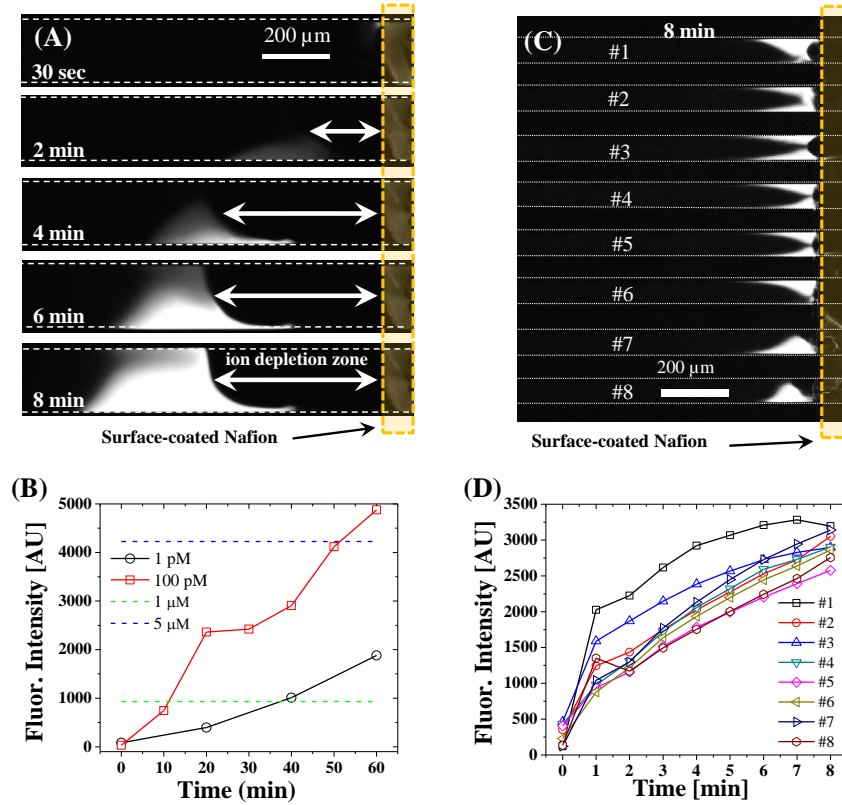 (A)
200 μm
30 sec
2 min
4 min
6 min
ion depletion zone
8 min
Surface-coated Nafion
(C)
8 min
#1
#2
#3
#4
#5
#6
#7
200 μm
#8
Surface-coated Nafion
(B)
Fluor. Intensity [AU]
5000
4000
3000
2000
1000
0
1 pM
100 pM
1 μM
5 μM
0 10 20 30 40 50 60
Time (min)
(D)
Fluor. Intensity [AU]
3500
3000
2500
2000
1500
1000
500
0
#1
#2
#3
#4
#5
#6
#7
#8
0 1 2 3 4 5 6 7 8
Time [min]